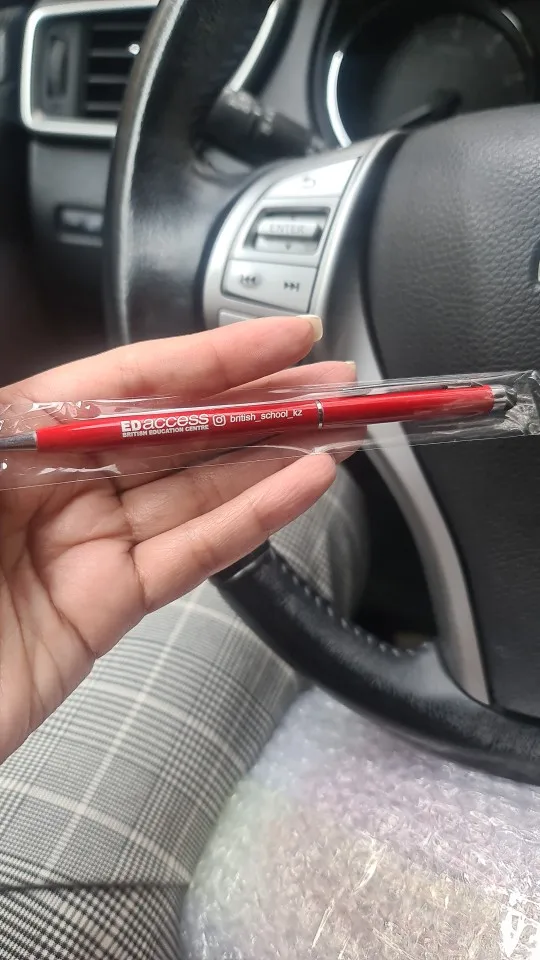 ENTER
EDaccess british_school_kz
BRITISH EDUCATION CENTRE